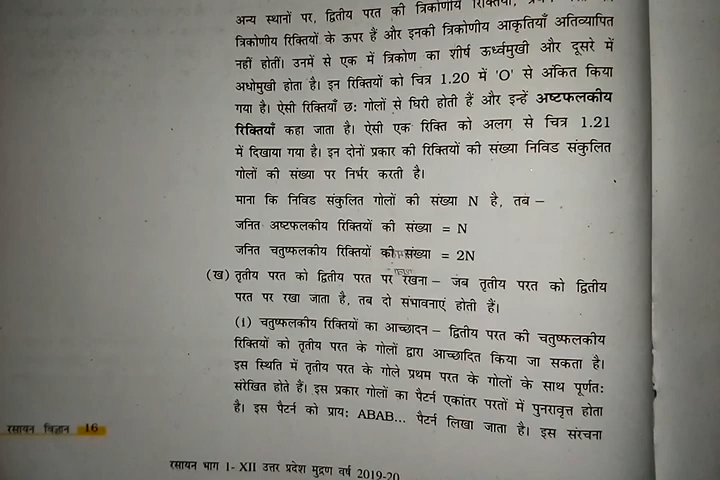 अन्य स्थानों पर, द्वितीय परत की त्रिकोणीय रिक्तियाँ,
त्रिकोणीय रिक्तियों के ऊपर हैं और इनकी त्रिकोणीय आकृतियाँ अतिव्यापित
नहीं होतीं। उनमें से एक में त्रिकोण का शीर्ष ऊर्ध्वमुखी और दूसरे में
अधोमुखी होता है। इन रिक्तियों को चित्र 1.20 में 'O' से अंकित किया
गया है। ऐसी रिक्तियाँ छ: गोलों से घिरी होती हैं और इन्हें अष्टफलकीय
रिक्तियाँ कहा जाता है। ऐसी एक रिक्ति को अलग से चित्र 1.21
में दिखाया गया है। इन दोनों प्रकार की रिक्तियों की संख्या निविड संकुलित
गोलों की संख्या पर निर्भर करती है।
माना कि निविड संकुलित गोलों की संख्या N है, तब –
जनित अष्टफलकीय रिक्तियों की संख्या = N
जनित चतुष्फलकीय रिक्तियों की संख्या = 2N
(ख) तृतीय परत को द्वितीय परत पर रखना – जब तृतीय परत को द्वितीय
परत पर रखा जाता है, तब दो संभावनाएं होती हैं।
(I) चतुष्फलकीय रिक्तियों का आच्छादन – द्वितीय परत की चतुष्फलकीय
रिक्तियों को तृतीय परत के गोलों द्वारा आच्छादित किया जा सकता है।
इस स्थिति में तृतीय परत के गोले प्रथम परत के गोलों के साथ पूर्णत:
संरेखित होते हैं। इस प्रकार गोलों का पैटर्न एकांतर परतों में पुनरावृत्त होता
है। इस पैटर्न को प्राय: ABAB... पैटर्न लिखा जाता है। इस संरचना
रसायन विज्ञान 16
रसायन भाग 1- XII उत्तर प्रदेश मुद्रण वर्ष 2019-20